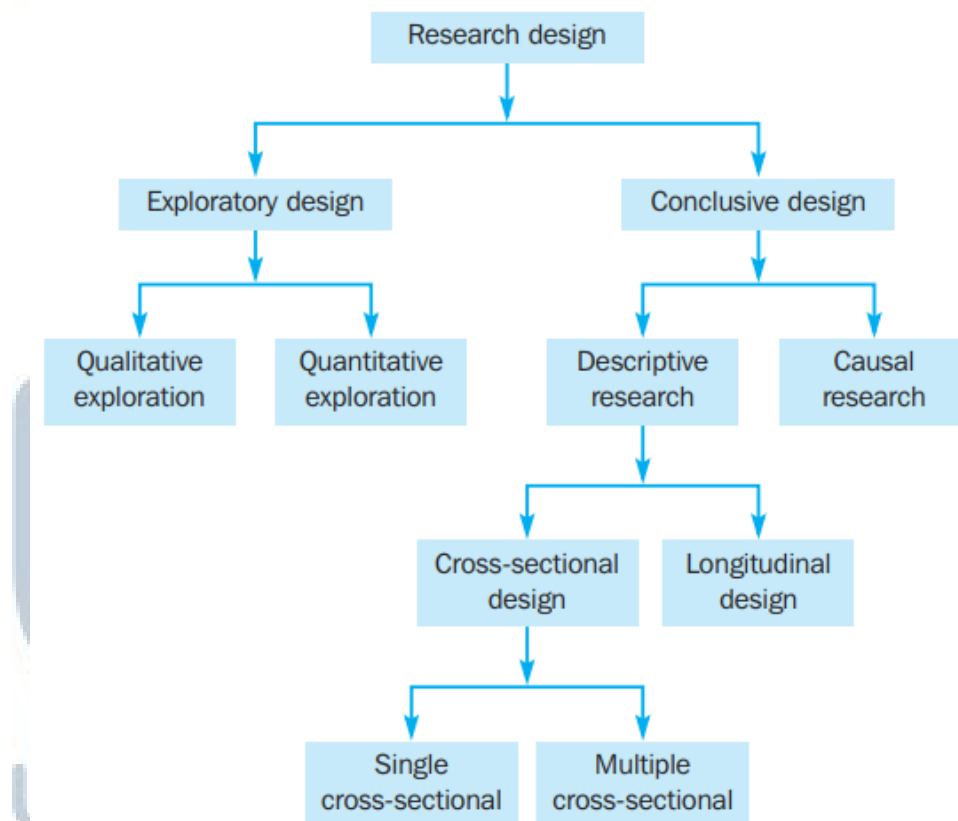 Research design
Exploratory design
Conclusive design
Qualitative
exploration
Quantitative
exploration
Descriptive
research
Causal
research
Cross-sectional
design
Longitudinal
design
Single
cross-sectional
Multiple
cross-sectional